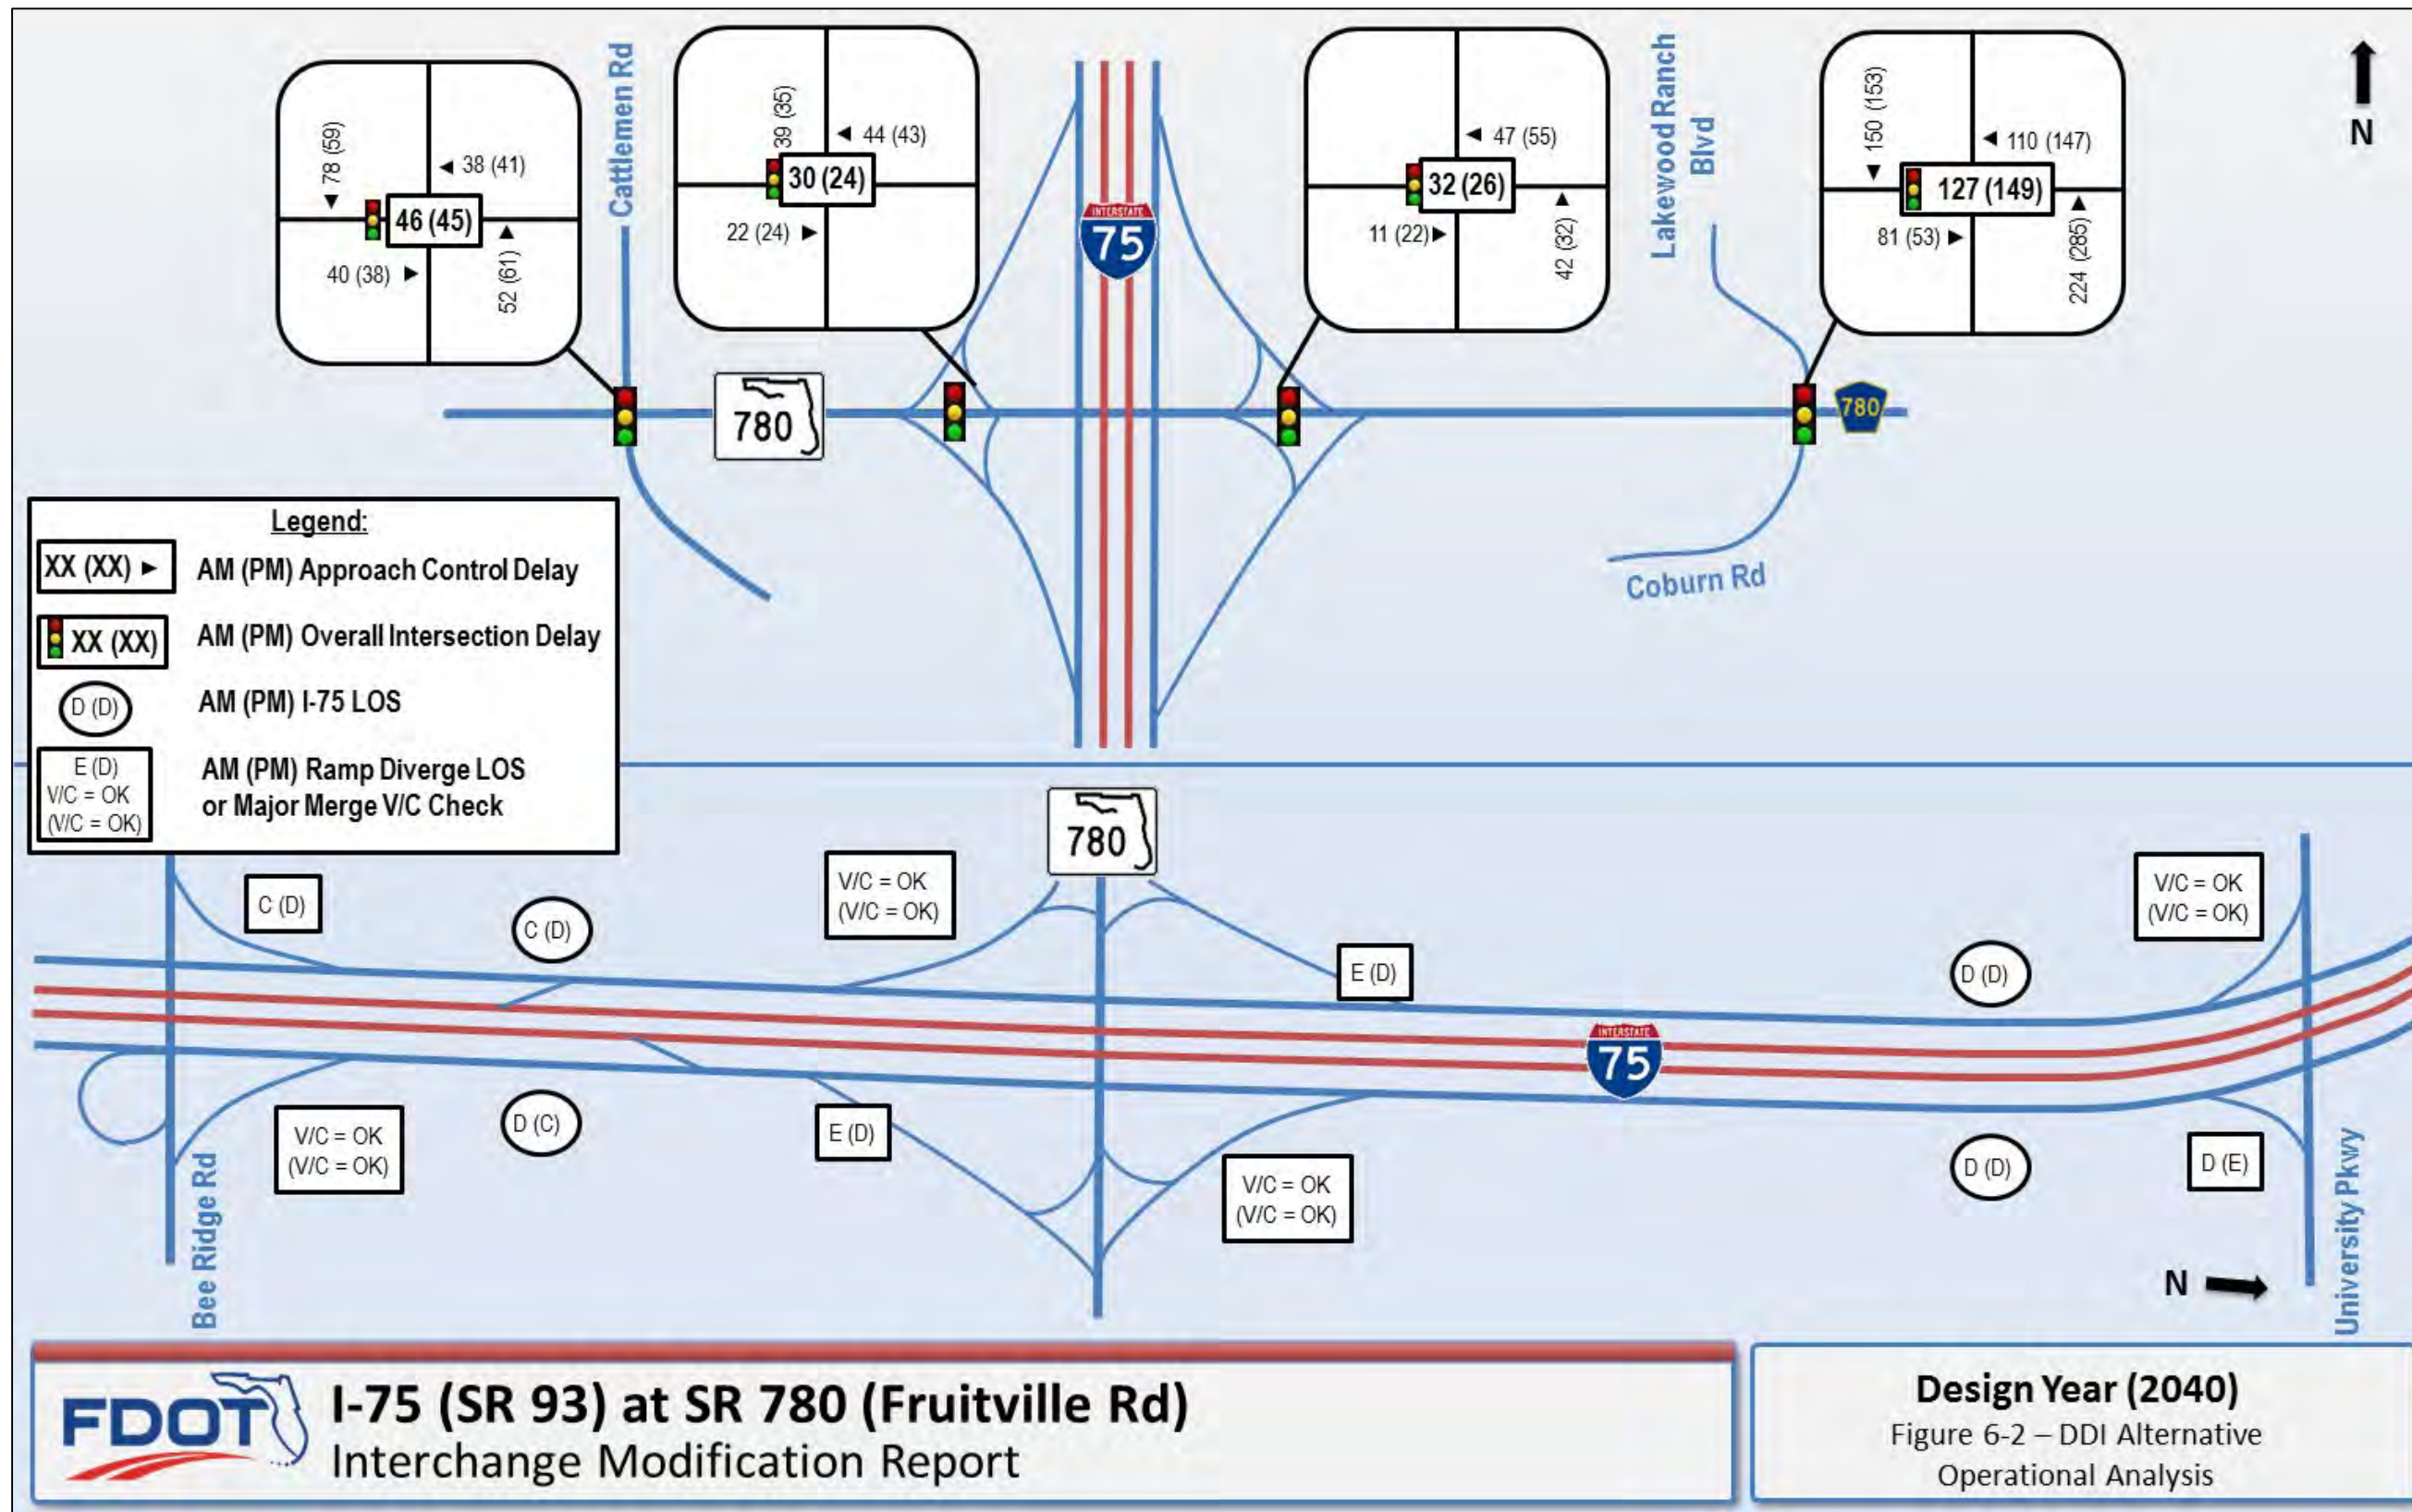 Cattlemen Rd
Lakewood Ranch
Blvd
N
78 (59)
38 (41)
46 (45)
40 (38)
52 (61)
39 (35)
44 (43)
30 (24)
22 (24)
INTERSTATE
75
47 (55)
32 (26)
11 (22)
42 (32)
150 (153)
110 (147)
127 (149)
81 (53)
224 (285)
780
780
Coburn Rd
Legend:
XX (XX) AM (PM) Approach Control Delay
XX (XX) AM (PM) Overall Intersection Delay
D (D) AM (PM) I-75 LOS
E (D)
V/C = OK
(V/C = OK)
AM (PM) Ramp Diverge LOS
or Major Merge V/C Check
780
C (D)
C (D)
V/C = OK
(V/C = OK)
E (D)
D (D)
V/C = OK
(V/C = OK)
INTERSTATE
75
V/C = OK
(V/C = OK)
D (C)
E (D)
V/C = OK
(V/C = OK)
D (D)
D (E)
Bee Ridge Rd
University Pkwy
N
FDOT
I-75 (SR 93) at SR 780 (Fruitville Rd)
Interchange Modification Report
Design Year (2040)
Figure 6-2 – DDI Alternative
Operational Analysis